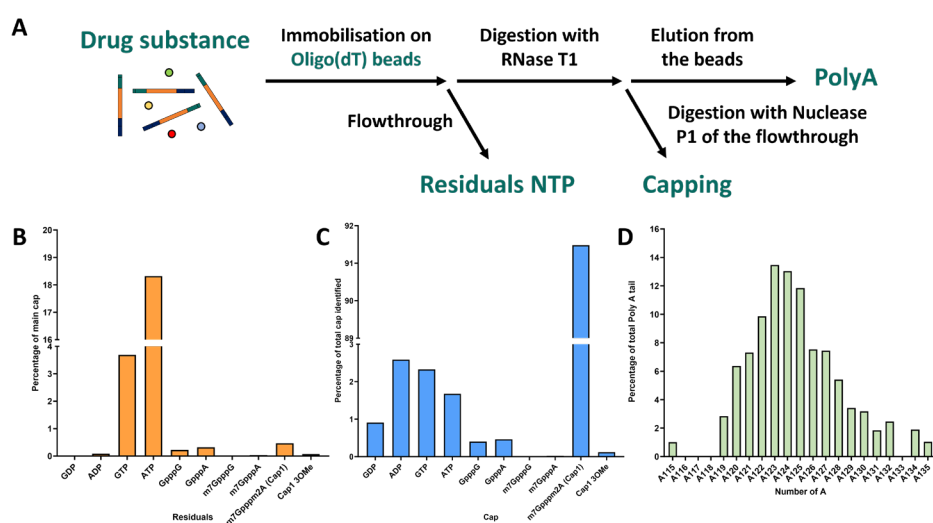 A
Drug substance
Immobilisation on
Oligo(dT) beads
Digestion with
RNase T1
Elution from
the beads
PolyA
Flowthrough
Digestion with Nuclease
P1 of the flowthrough
Residuals NTP
Capping
B
Percentage of main cap
20
19
18
17
16
4
3
2
1
0
GDP
ADP
GTP
ATP
GpppG
GpppA
m7GpppG
m7GpppA
m7Gpppm2A (Cap1)
Cap1 3OMe
Residuals
C
Percentage of total cap identified
92
91
90
89
3
2
1
0
GDP
ADP
GTP
ATP
GpppG
GpppA
m7GpppG
m7GpppA
m7Gpppm2A (Cap1)
Cap1 3OMe
Cap
D
Percentage of total Poly A tail
16
14
12
10
8
6
4
2
0
A115
A116
A117
A118
A119
A120
A121
A122
A123
A124
A125
A126
A127
A128
A129
A130
A131
A132
A133
A134
A135
Number of A